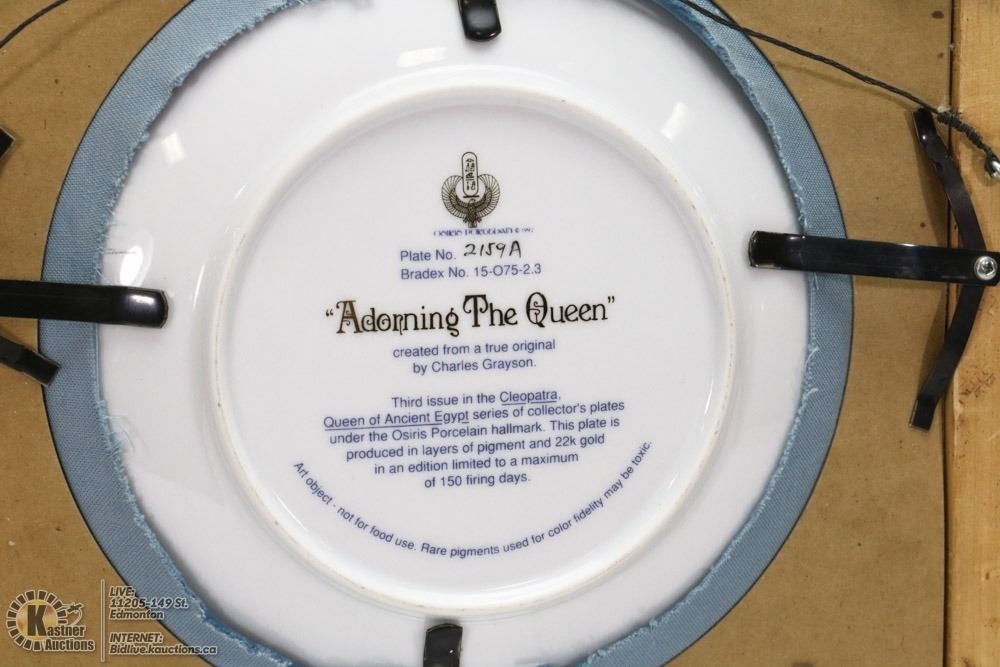 Plate No. 2159A
Bradex No. 15-O75-2.3
“Adorning The Queen”
created from a true original
by Charles Grayson.
Third issue in the Cleopatra,
Queen of Ancient Egypt series of collector's plates
under the Osiris Porcelain hallmark. This plate is
produced in layers of pigment and 22k gold
in an edition limited to a maximum
of 150 firing days.
Art object - not for food use. Rare pigments used for color fidelity may be toxic.
Kastner
Auctions
LIVE:
11205-149 St.
Edmonton
INTERNET:
Bidlive.kauctions.ca